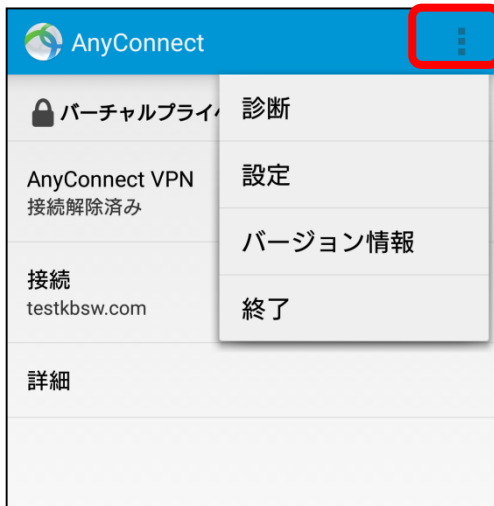 AnyConnect
バーチャルプライ
診断
AnyConnect VPN
接続解除済み
設定
バージョン情報
接続
testkbsw.com
終了
詳細